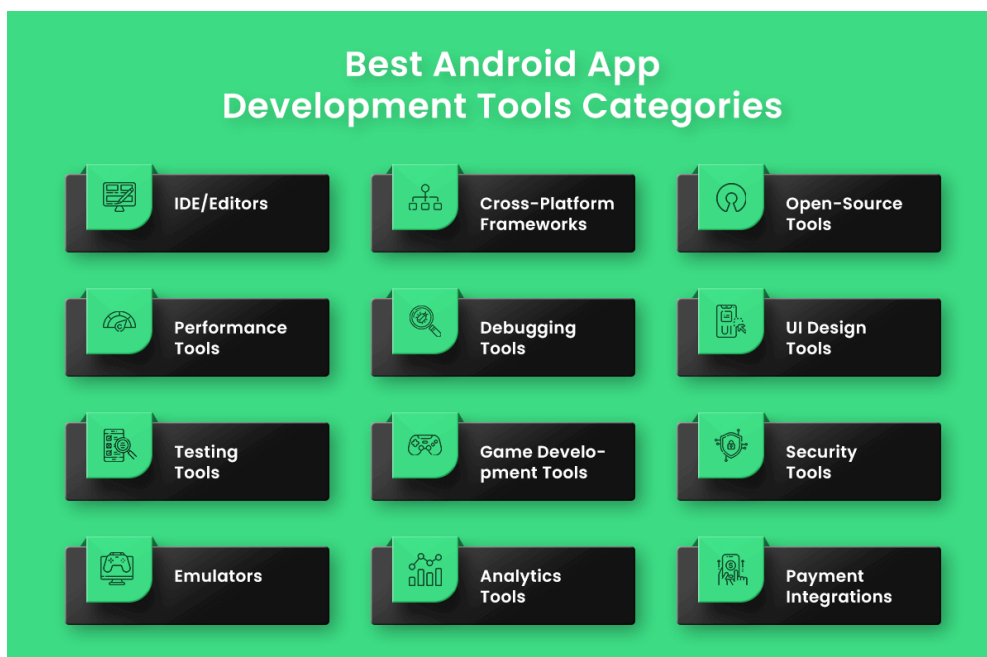 Best Android App
Development Tools Categories
IDE/Editors
Cross-Platform
Frameworks
Open-Source
Tools
Performance
Tools
Debugging
Tools
UI
UI Design
Tools
Testing
Tools
Game Develo-
pment Tools
Security
Tools
Emulators
Analytics
Tools
$
Payment
Integrations